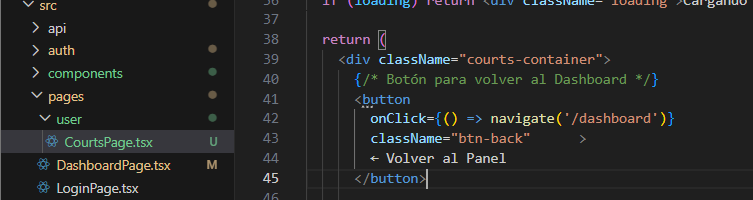 src
api
auth
components
pages
user
CourtsPage.tsx U
DashboardPage.tsx M
LoginPage.tsx
36 if (loading) return <div className="loading">Cargando
37
38 return (
39 <div className="courts-container">
40 {/* Botón para volver al Dashboard */}
41 <button
42 onClick={() => navigate('/dashboard')}
43 className="btn-back" >
44 ← Volver al Panel
45 </button>
46